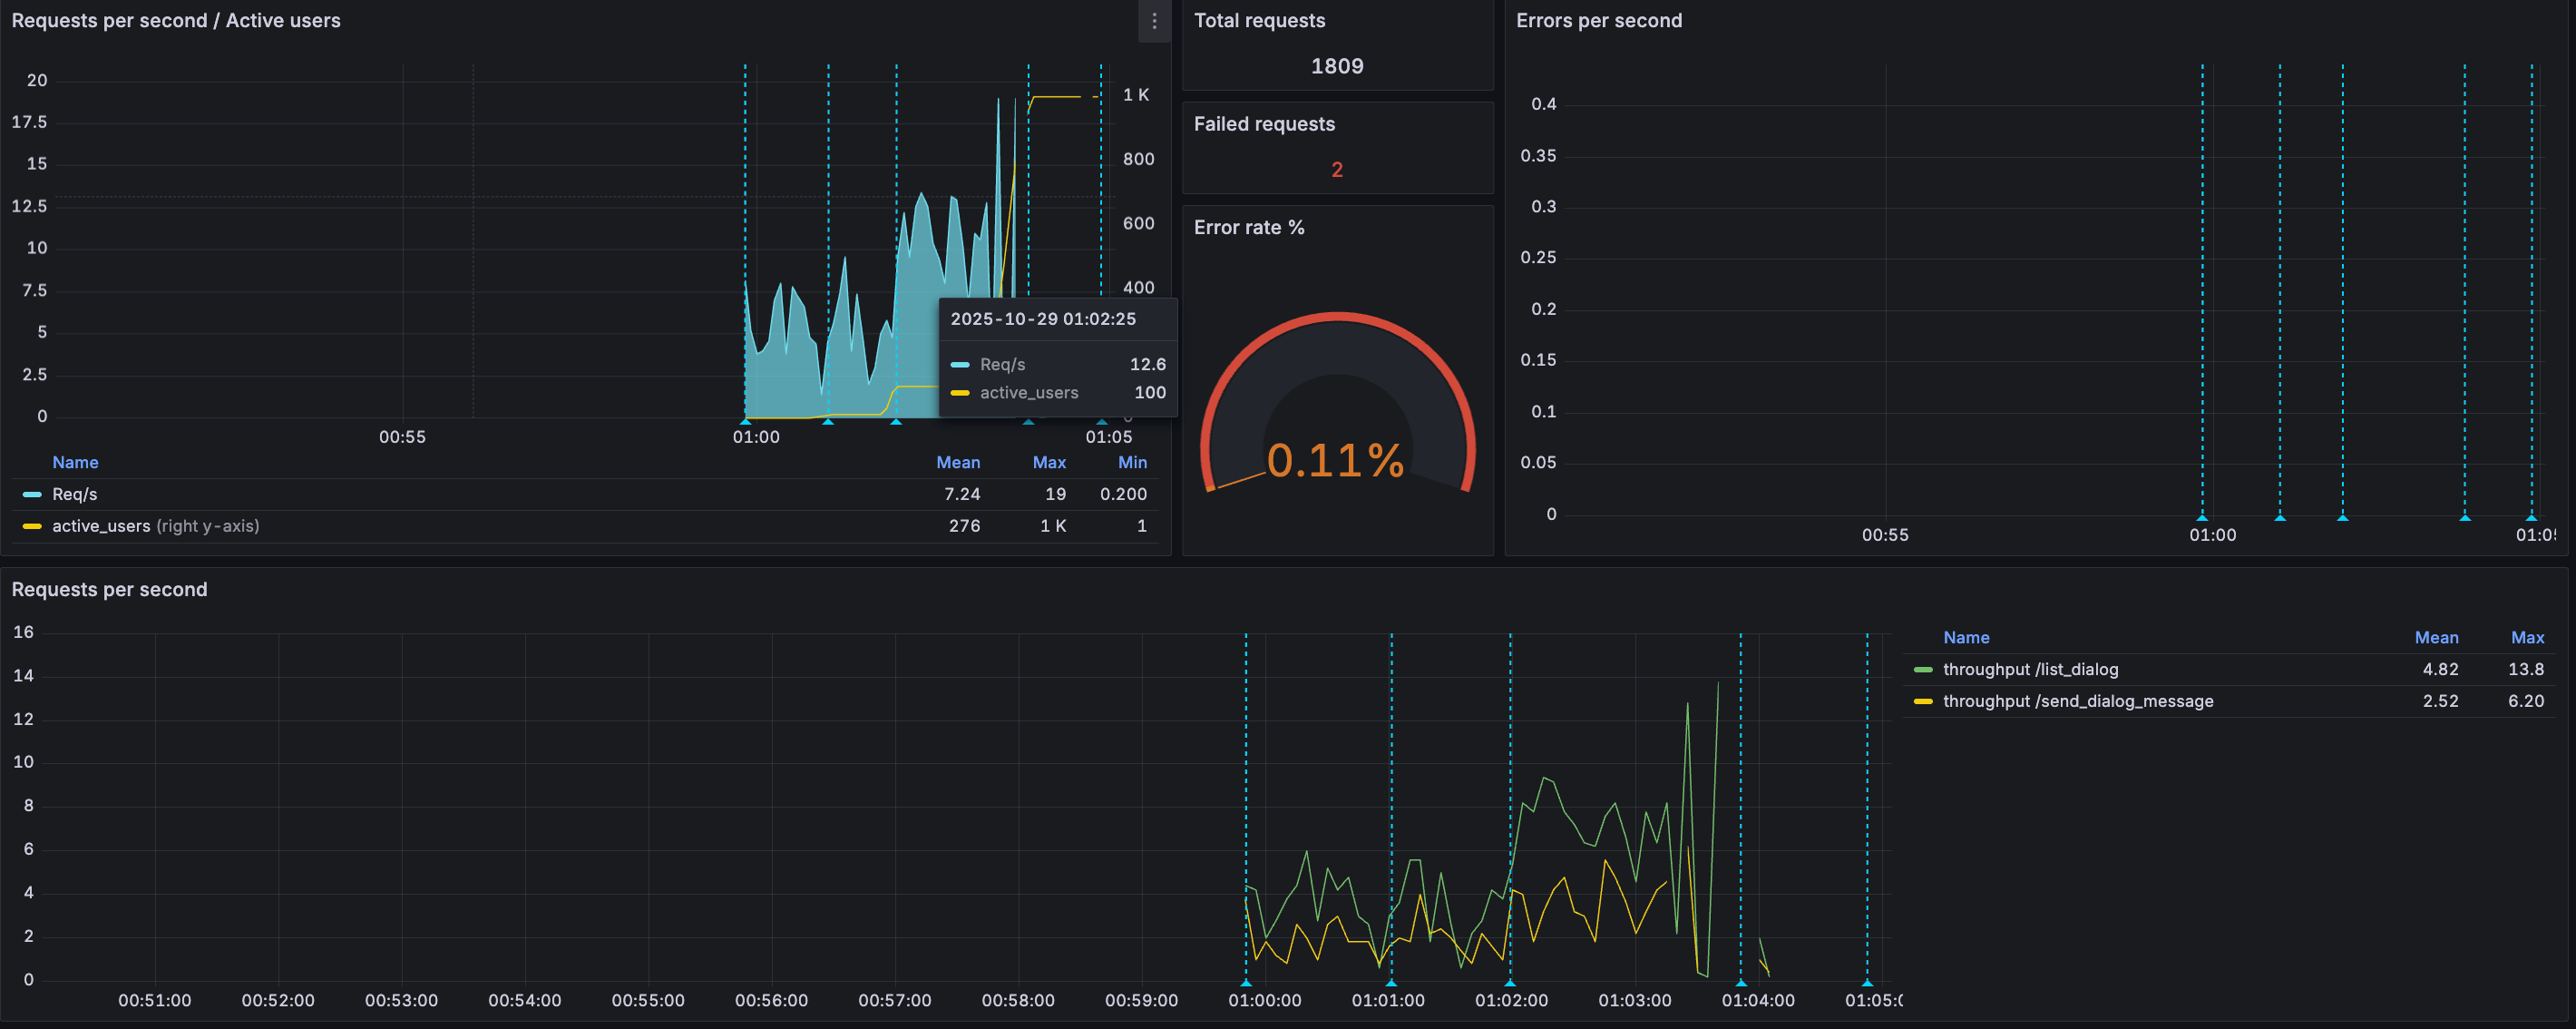 Requests per second / Active users
20
17.5
15
12.5
10
7.5
5
2.5
0
1 K
800
600
400
00:55
01:00
01:05
2025-10-29 01:02:25
Req/s 12.6
active_users 100
Name Mean Max Min
Req/s 7.24 19 0.200
active_users (right y-axis) 276 1 K 1
Total requests
1809
Failed requests
2
Error rate %
0.11%
Errors per second
0.4
0.35
0.3
0.25
0.2
0.15
0.1
0.05
0
00:55
01:00
Requests per second
16
14
12
10
8
6
4
2
0
00:51:00 00:52:00 00:53:00 00:54:00 00:55:00 00:56:00 00:57:00 00:58:00 00:59:00 01:00:00 01:01:00 01:02:00 01:03:00 01:04:00
Name Mean Max
throughput /list_dialog 4.82 13.8
throughput /send_dialog_message 2.52 6.20